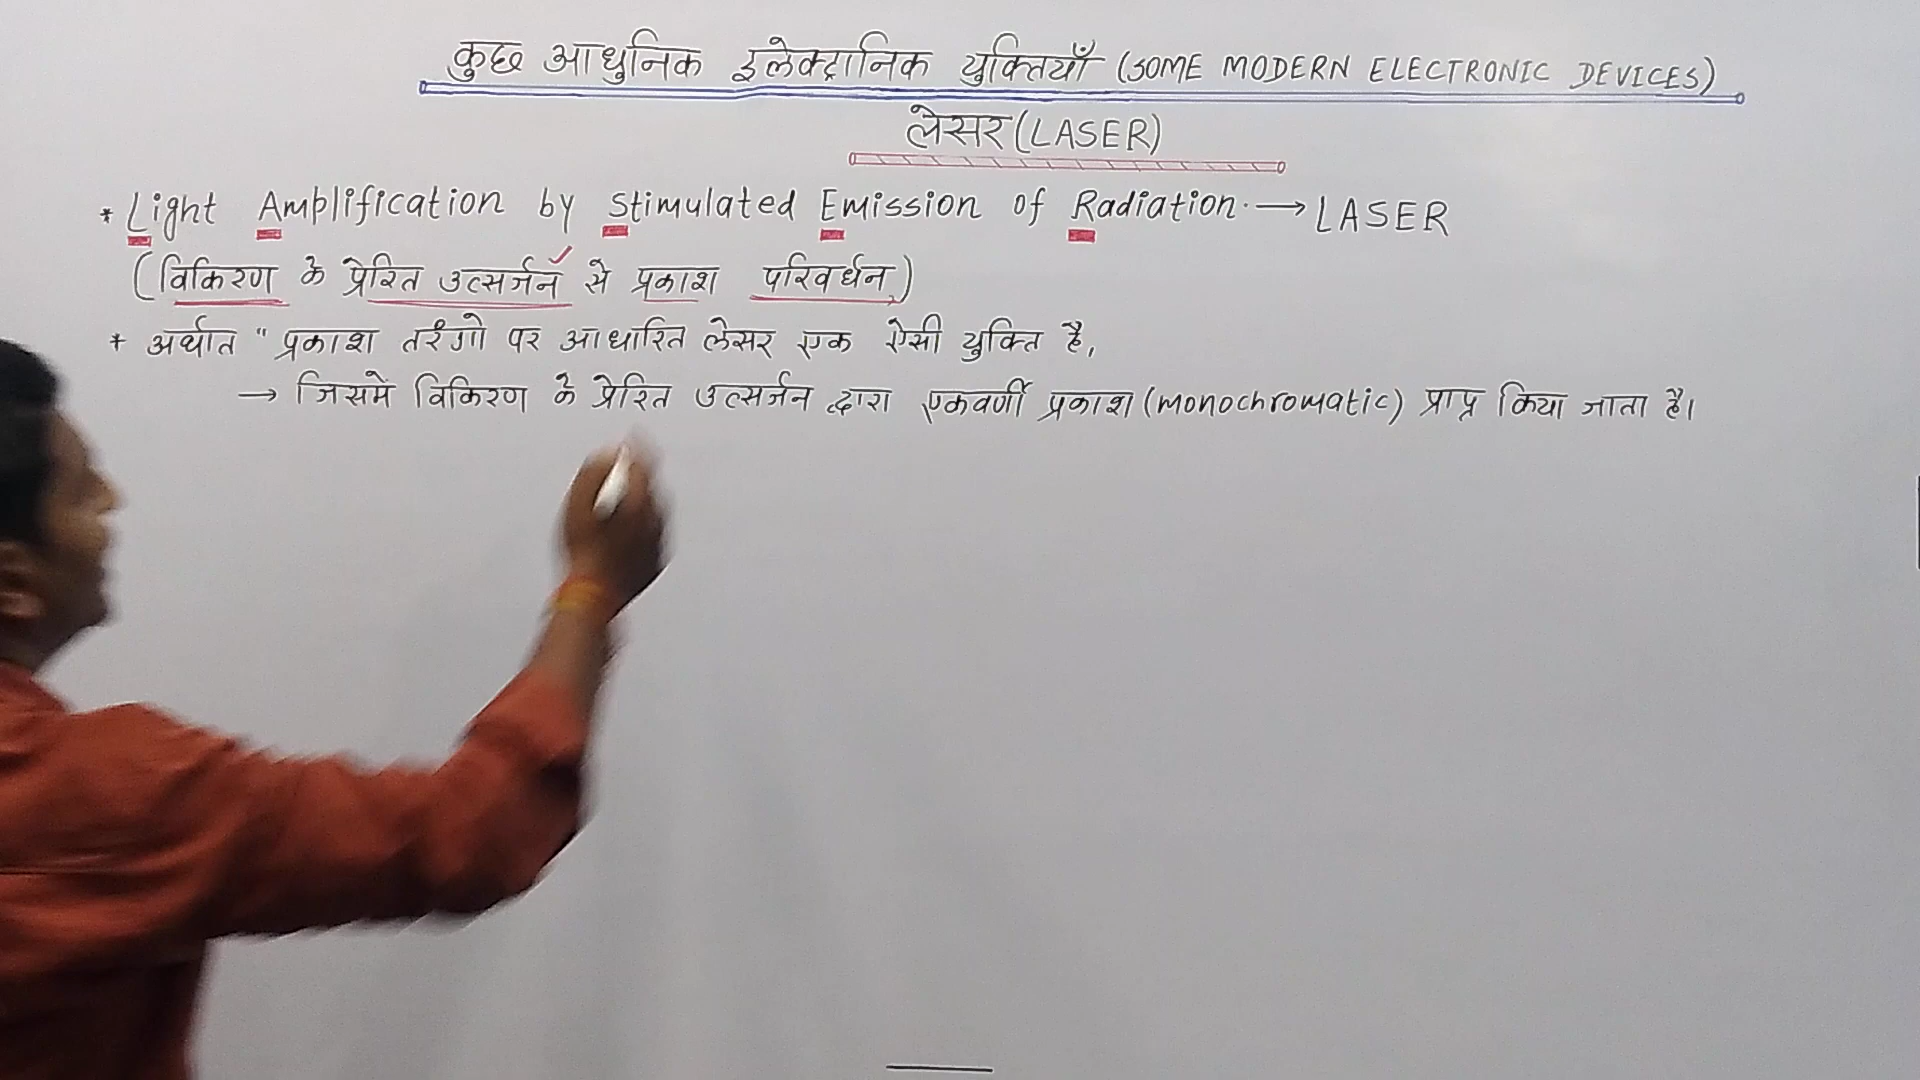 कुछ आधुनिक इलेक्ट्रानिक युक्तियाँ (SOME MODERN ELECTRONIC DEVICES)
लेसर (LASER)
* Light Amplification by Stimulated Emission of Radiation. → LASER
(विकिरण के प्रेरित उत्सर्जन से प्रकाश परिवर्धन)
* अर्थात " प्रकाश तरंगो पर आधारित लेसर एक ऐसी युक्ति है,
→ जिसमें विकिरण के प्रेरित उत्सर्जन द्वारा एकवर्णी प्रकाश (monochromatic) प्राप्त किया जाता है।